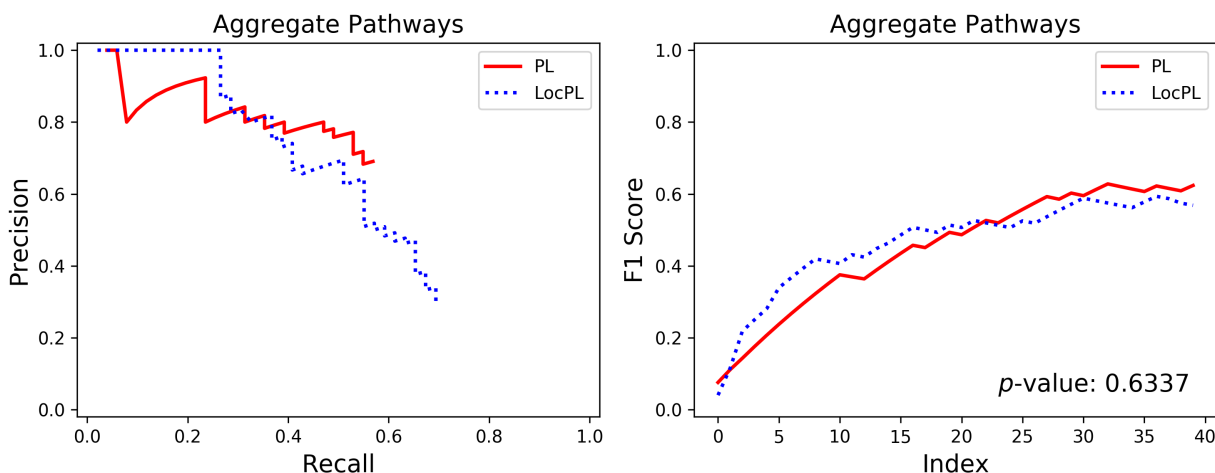 Aggregate Pathways
1.0
0.8
0.6
0.4
0.2
0.0
Precision
0.0 0.2 0.4 0.6 0.8 1.0
Recall
PL
LocPL
Aggregate Pathways
1.0
0.8
0.6
0.4
0.2
0.0
F1 Score
0 5 10 15 20 25 30 35 40
Index
PL
LocPL
p-value: 0.6337